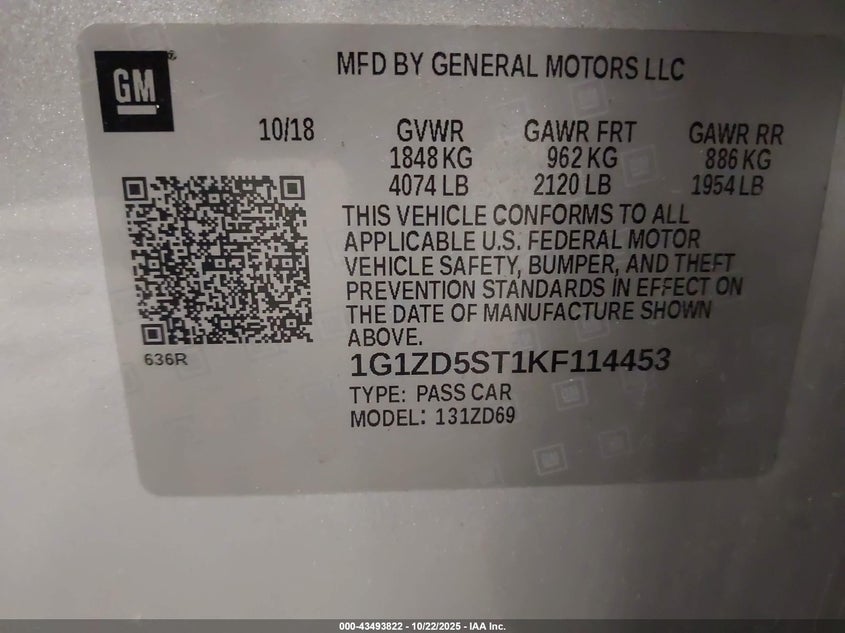 GM
MFD BY GENERAL MOTORS LLC
10/18 GVWR GAWR FRT GAWR RR
1848 KG 962 KG 886 KG
4074 LB 2120 LB 1954 LB
THIS VEHICLE CONFORMS TO ALL
APPLICABLE U.S. FEDERAL MOTOR
VEHICLE SAFETY, BUMPER, AND THEFT
PREVENTION STANDARDS IN EFFECT ON
THE DATE OF MANUFACTURE SHOWN
ABOVE.
636R
1G1ZD5ST1KF114453
TYPE: PASS CAR
MODEL: 131ZD69
000-43493822 - 10/22/2025 - IAA Inc.